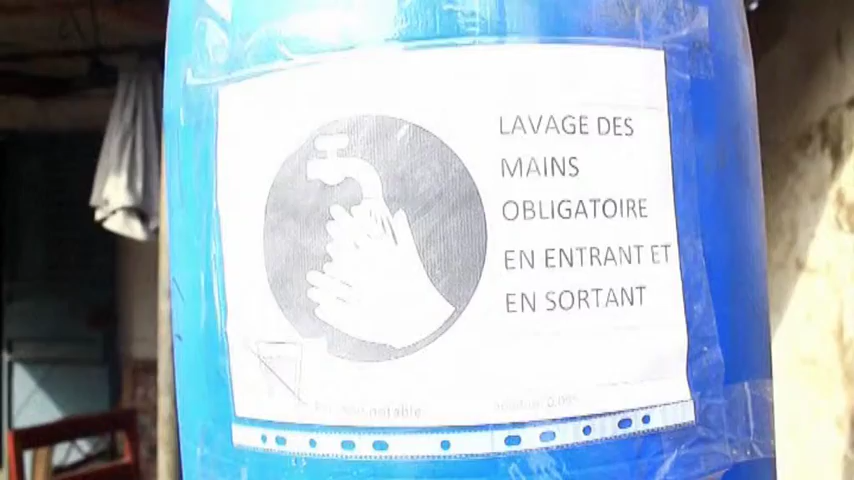 LAVAGE DES
MAINS
OBLIGATOIRE
EN ENTRANT ET
EN SORTANT